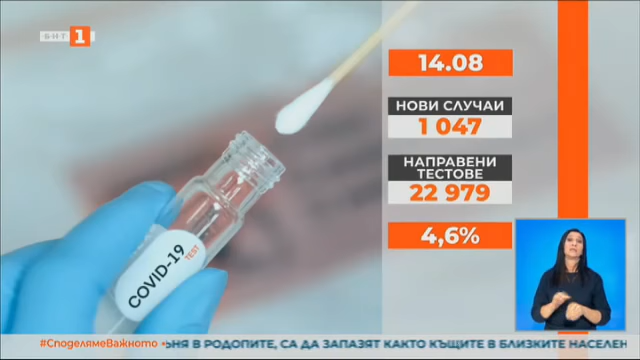 БНТ 1
14.08
НОВИ СЛУЧАИ
1 047
НАПРАВЕНИ
ТЕСТОВЕ
22 979
4,6%
COVID-19
TEST
#СподелямеВажното
ЪНЯ В РОДОПИТЕ, СА ДА ЗАПАЗЯТ КАКТО КЪЩИТЕ В БЛИЗКИТЕ НАСЕЛЕН